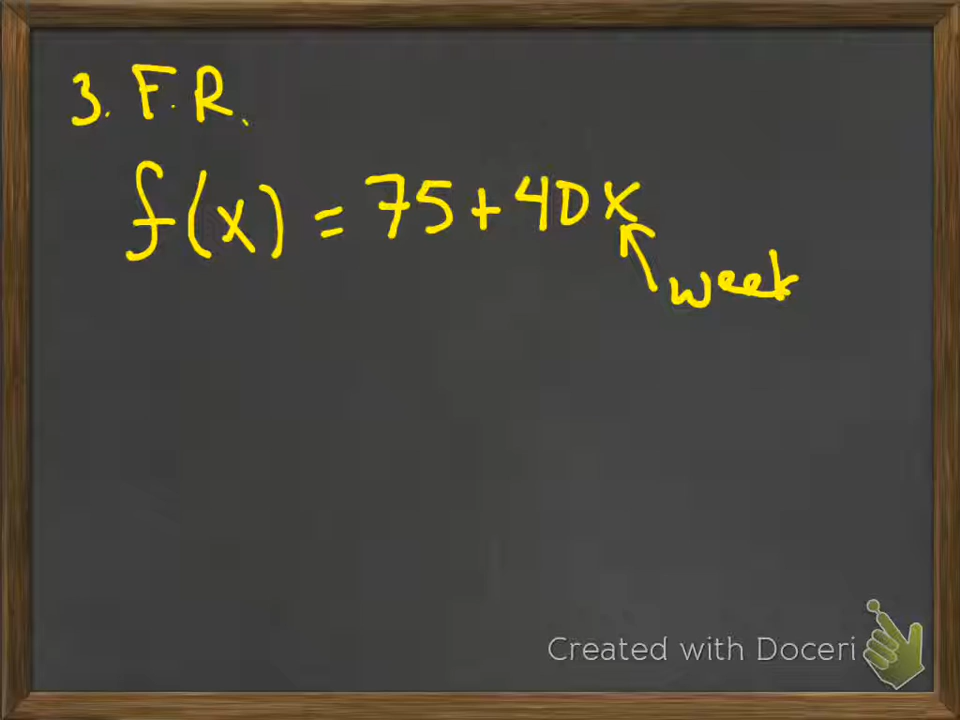 3. F.R.
f(x) = 75 + 40x
week
Created with Doceri